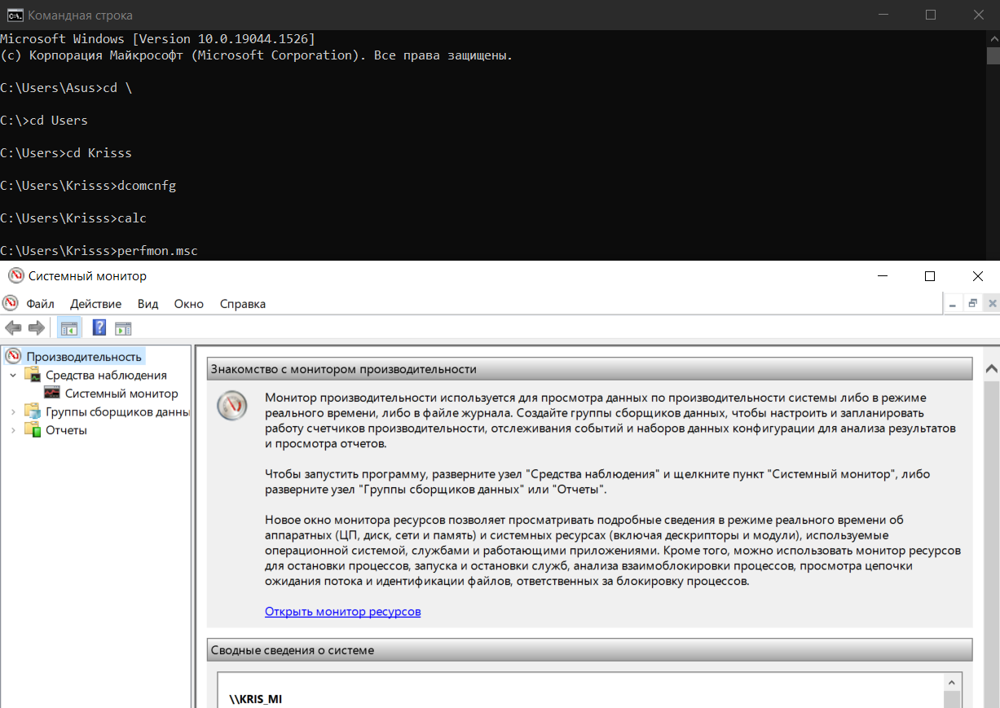 Командная строка
Microsoft Windows [Version 10.0.19044.1526]
(c) Корпорация Майкрософт (Microsoft Corporation). Все права защищены.
C:\Users\Asus>cd \
C:\>cd Users
C:\Users>cd Krisss
C:\Users\Krisss>dcomcnfg
C:\Users\Krisss>calc
C:\Users\Krisss>perfmon.msc
Системный монитор
Файл Действие Вид Окно Справка
Производительность
Средства наблюдения
Системный монитор
Группы сборщиков данны
Отчеты
Знакомство с монитором производительности
Монитор производительности используется для просмотра данных по производительности системы либо в режиме
реального времени, либо в файле журнала. Создайте группы сборщиков данных, чтобы настроить и запланировать
работу счетчиков производительности, отслеживания событий и наборов данных конфигурации для анализа результатов
и просмотра отчетов.
Чтобы запустить программу, разверните узел "Средства наблюдения" и щелкните пункт "Системный монитор", либо
разверните узел "Группы сборщиков данных" или "Отчеты".
Новое окно монитора ресурсов позволяет просматривать подробные сведения в режиме реального времени об
аппаратных (ЦП, диск, сети и память) и системных ресурсах (включая дескрипторы и модули), используемые
операционной системой, службами и работающими приложениями. Кроме того, можно использовать монитор ресурсов
для остановки процессов, запуска и остановки служб, анализа взаимоблокировки процессов, просмотра цепочки
ожидания потока и идентификации файлов, ответственных за блокировку процессов.
Открыть монитор ресурсов
Сводные сведения о системе
\\KRIS_MI